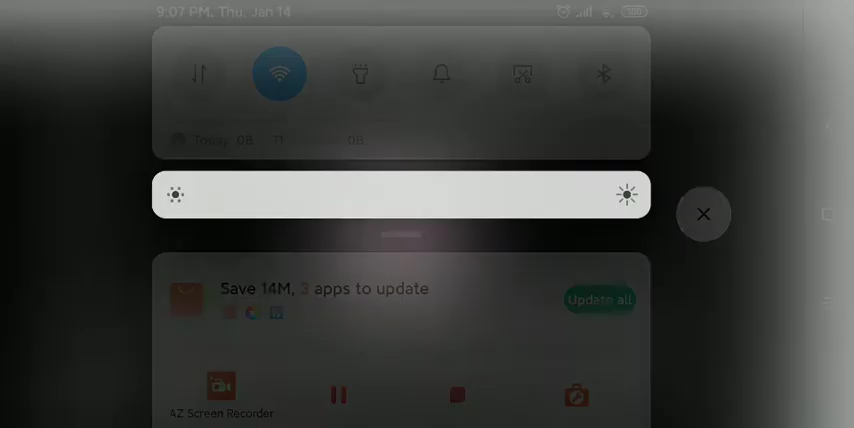 9:07 PM, Thu, Jan 14
100
Today 0B
0B
Save 14M, 3 apps to update
Update all
AZ Screen Recorder